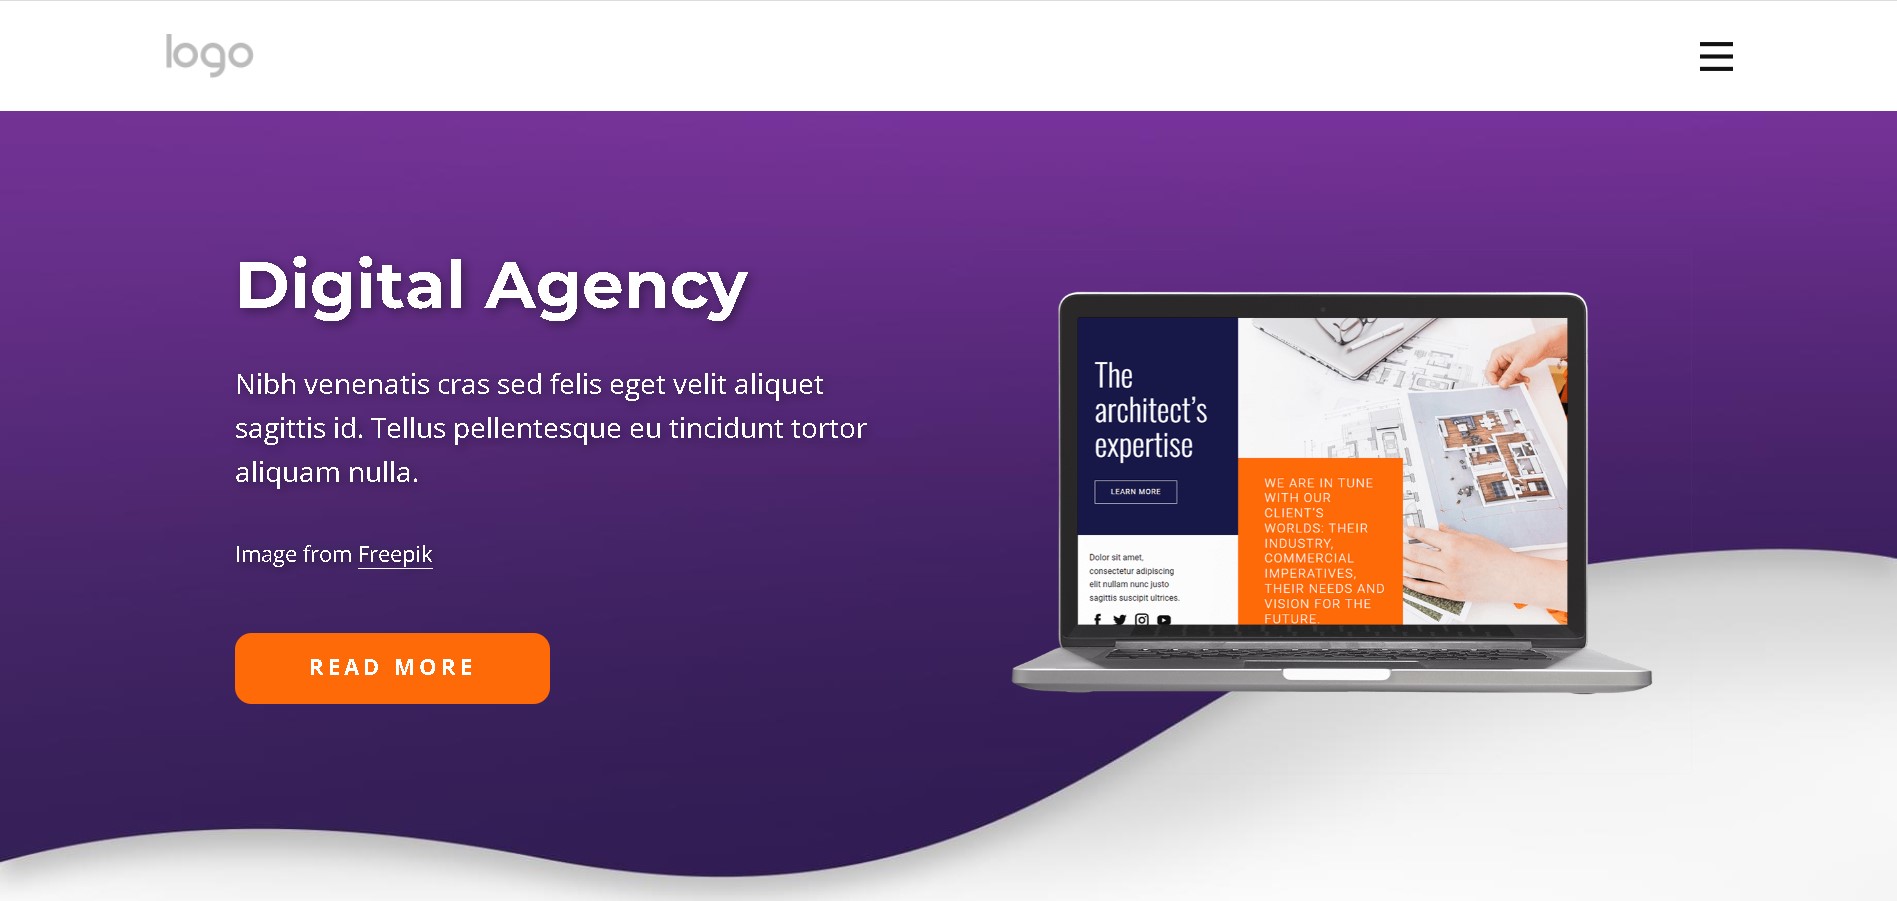 logo
Digital Agency
Nibh venenatis cras sed felis eget velit aliquet
sagittis id. Tellus pellentesque eu tincidunt tortor
aliquam nulla.
Image from Freepik
READ MORE
The
architect’s
expertise
LEARN MORE
Dolor sit amet,
consectetur adipiscing
elit nullam nunc justo
sagittis suscipit ultrices.
WE ARE IN TUNE
WITH OUR
CLIENT’S
WORLDS: THEIR
INDUSTRY,
COMMERCIAL
IMPERATIVES,
THEIR NEEDS AND
VISION FOR THE
FUTURE.